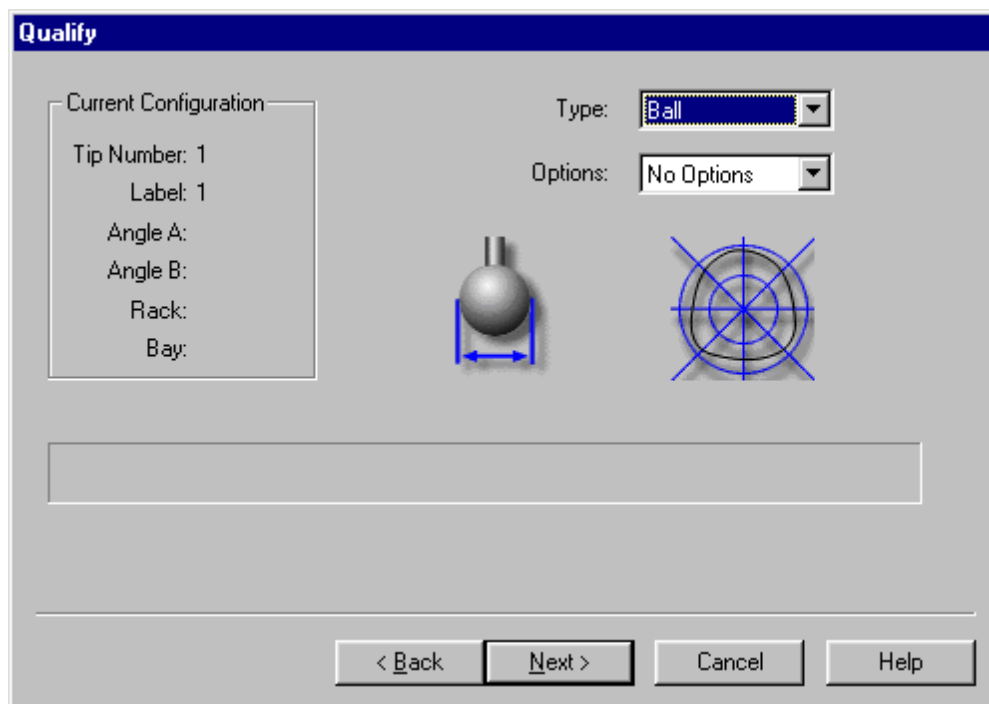 Qualify
Current Configuration
Tip Number: 1
Label: 1
Angle A:
Angle B:
Rack:
Bay:
Type: Ball
Options: No Options
< Back
Next >
Cancel
Help